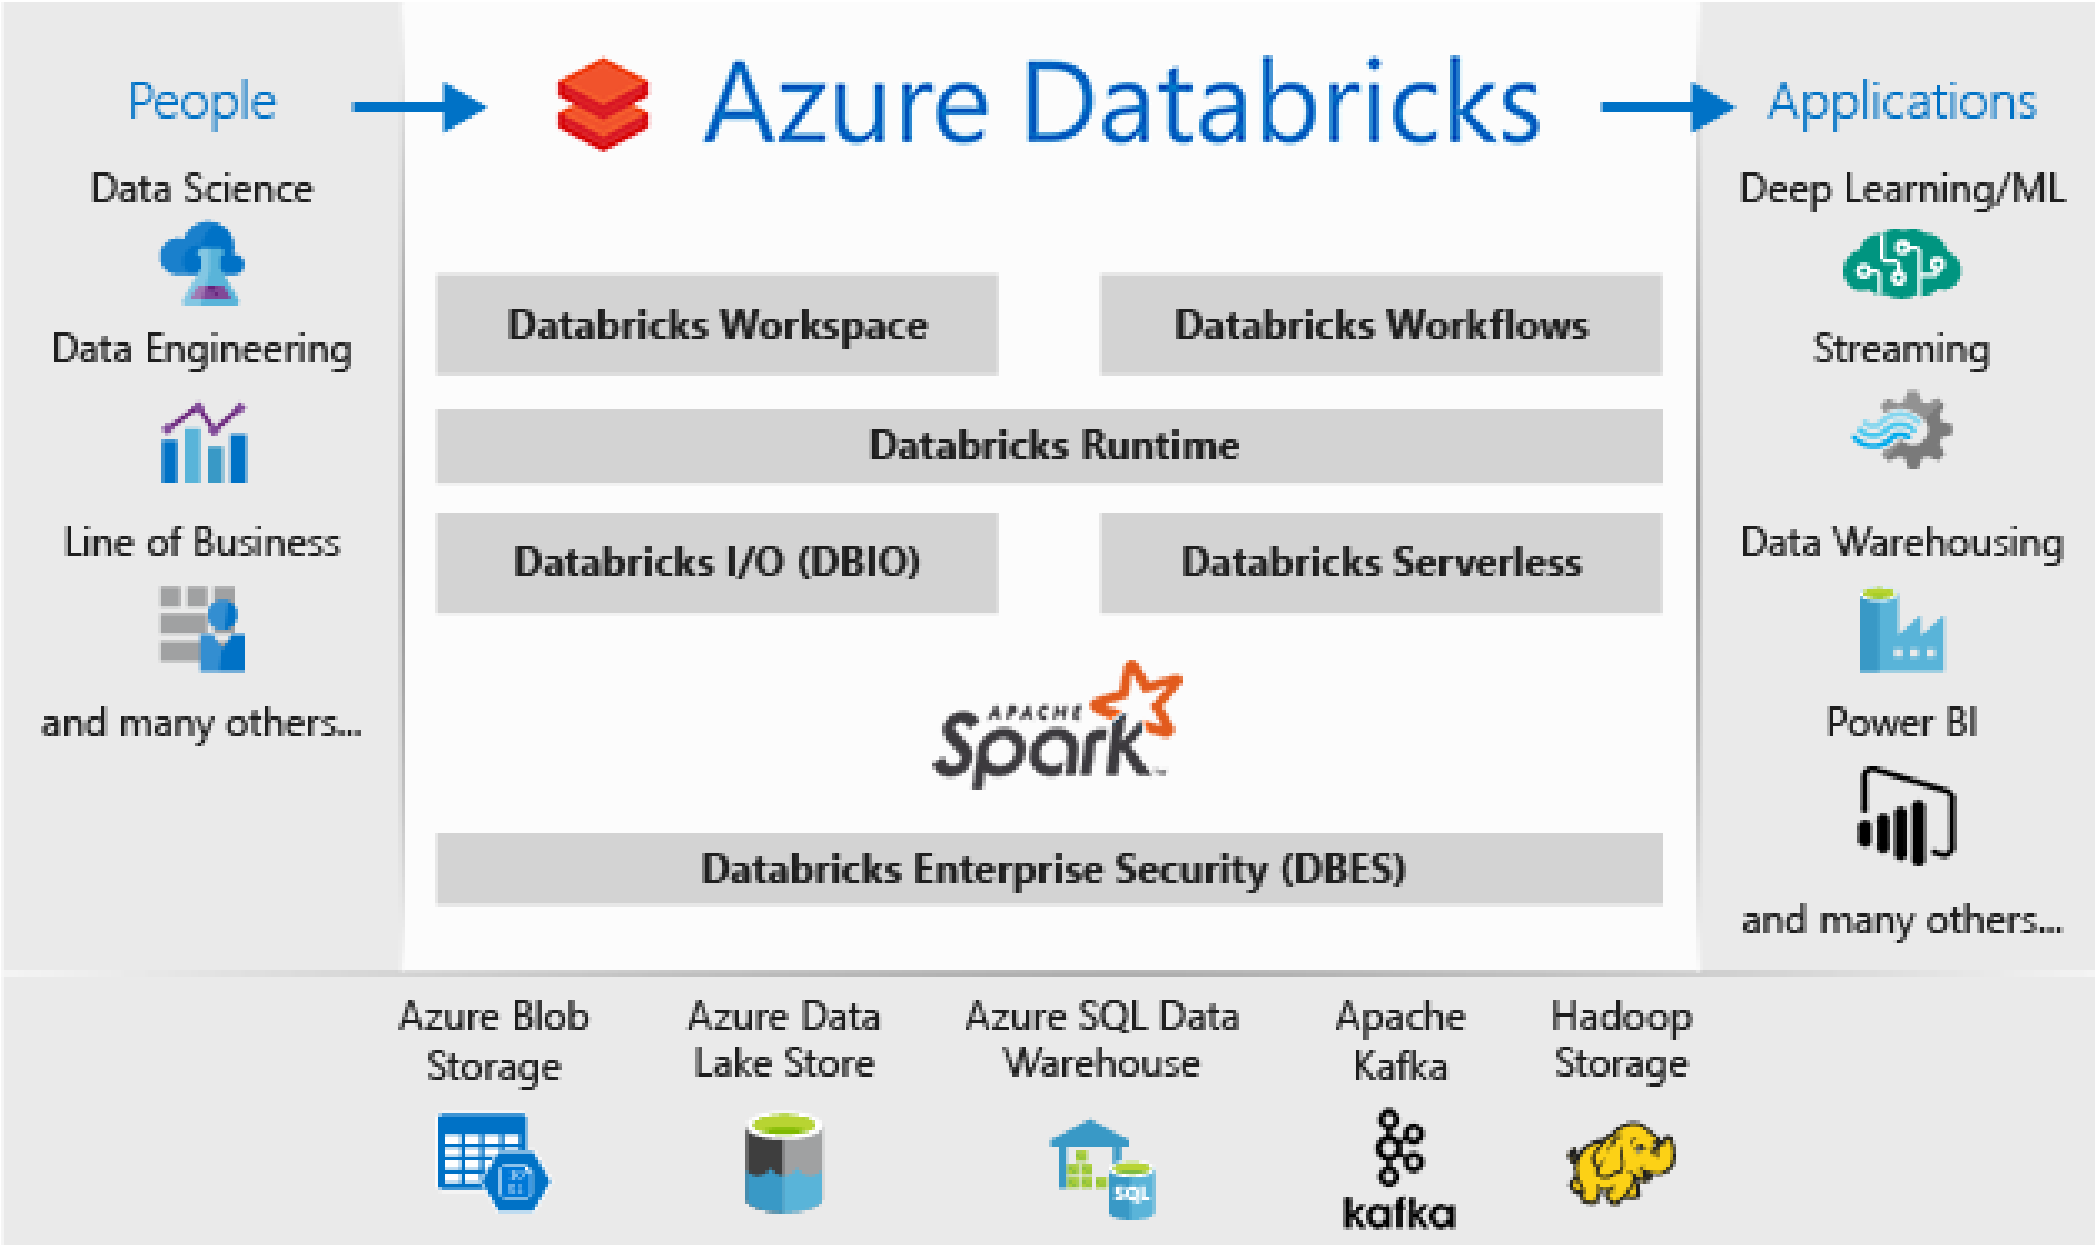 People
Azure Databricks
Applications
Data Science
Data Engineering
Line of Business
and many others...
Databricks Workspace
Databricks Workflows
Databricks Runtime
Databricks I/O (DBIO)
Databricks Serverless
APACHE
Spark™
Databricks Enterprise Security (DBES)
Deep Learning/ML
Streaming
Data Warehousing
Power BI
and many others...
Azure Blob
Storage
Azure Data
Lake Store
Azure SQL Data
Warehouse
SQL
Apache
Kafka
kafka
Hadoop
Storage